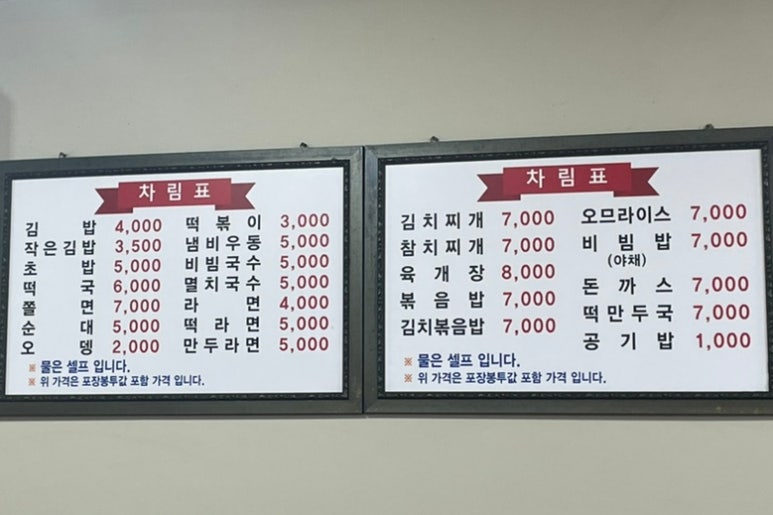 차림표
김밥 4,000
작은김밥 3,500
초밥 5,000
떡국 6,000
쫄면 7,000
순대 5,000
오뎅 2,000
떡볶이 3,000
냄비우동 5,000
비빔국수 5,000
멸치국수 5,000
라면 4,000
떡라면 5,000
만두라면 5,000
※ 물은 셀프 입니다.
※ 위 가격은 포장봉투값 포함 가격 입니다.
차림표
김치찌개 7,000
참치찌개 7,000
육개장 8,000
볶음밥 7,000
김치볶음밥 7,000
오므라이스 7,000
비빔밥 7,000
(야채)
돈까스 7,000
떡만두국 7,000
공기밥 1,000
※ 물은 셀프 입니다.
※ 위 가격은 포장봉투값 포함 가격 입니다.